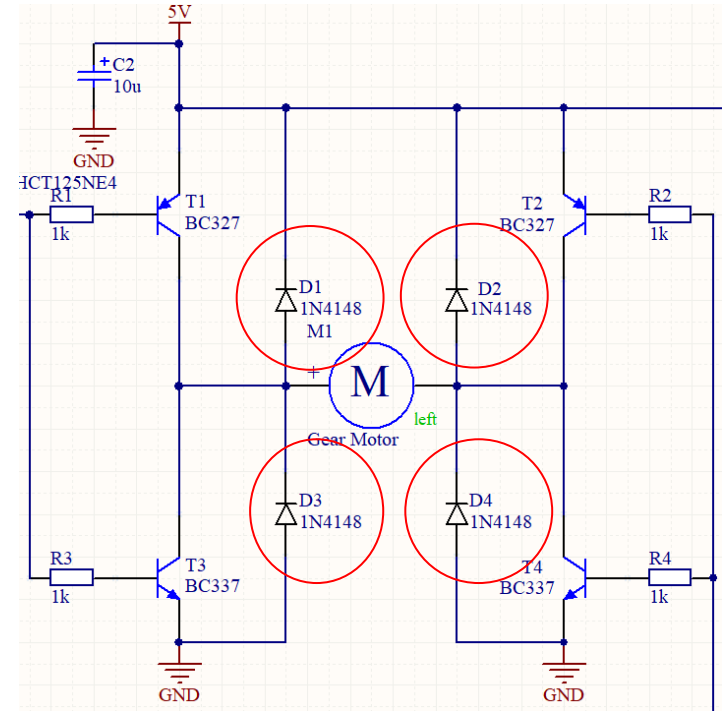 5V
+
C2
10u
GND
HCT125NE4
R1
1k
T1
BC327
T2
BC327
R2
1k
D1
1N4148
M1
D2
1N4148
+
M
left
Gear Motor
D3
1N4148
D4
1N4148
R3
1k
T3
BC337
T4
BC337
R4
1k
GND
GND